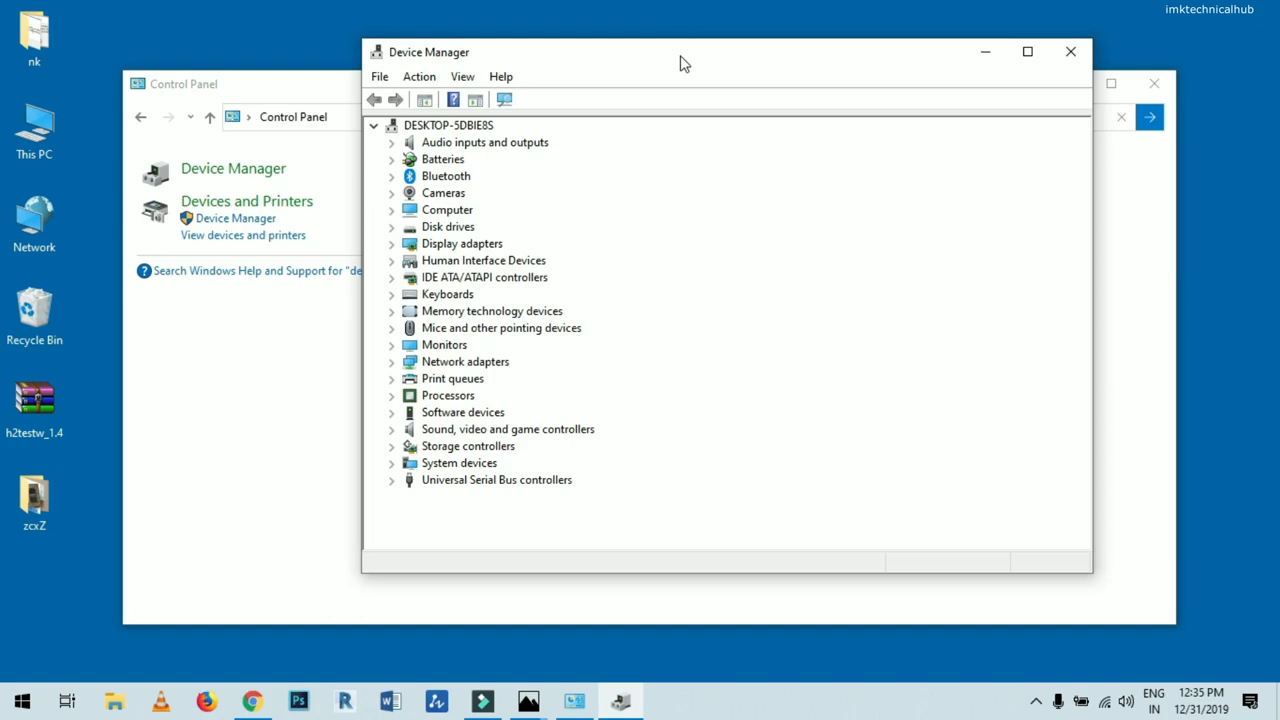 imktechnicalhub
nk
This PC
Network
Recycle Bin
h2testw_1.4
zcxZ
Control Panel
Control Panel
Device Manager
Devices and Printers
Device Manager
View devices and printers
Search Windows Help and Support for "de
Device Manager
File Action View Help
DESKTOP-5DBIE8S
Audio inputs and outputs
Batteries
Bluetooth
Cameras
Computer
Disk drives
Display adapters
Human Interface Devices
IDE ATA/ATAPI controllers
Keyboards
Memory technology devices
Mice and other pointing devices
Monitors
Network adapters
Print queues
Processors
Software devices
Sound, video and game controllers
Storage controllers
System devices
Universal Serial Bus controllers
Ps
R
ENG
IN
12:35 PM
12/31/2019